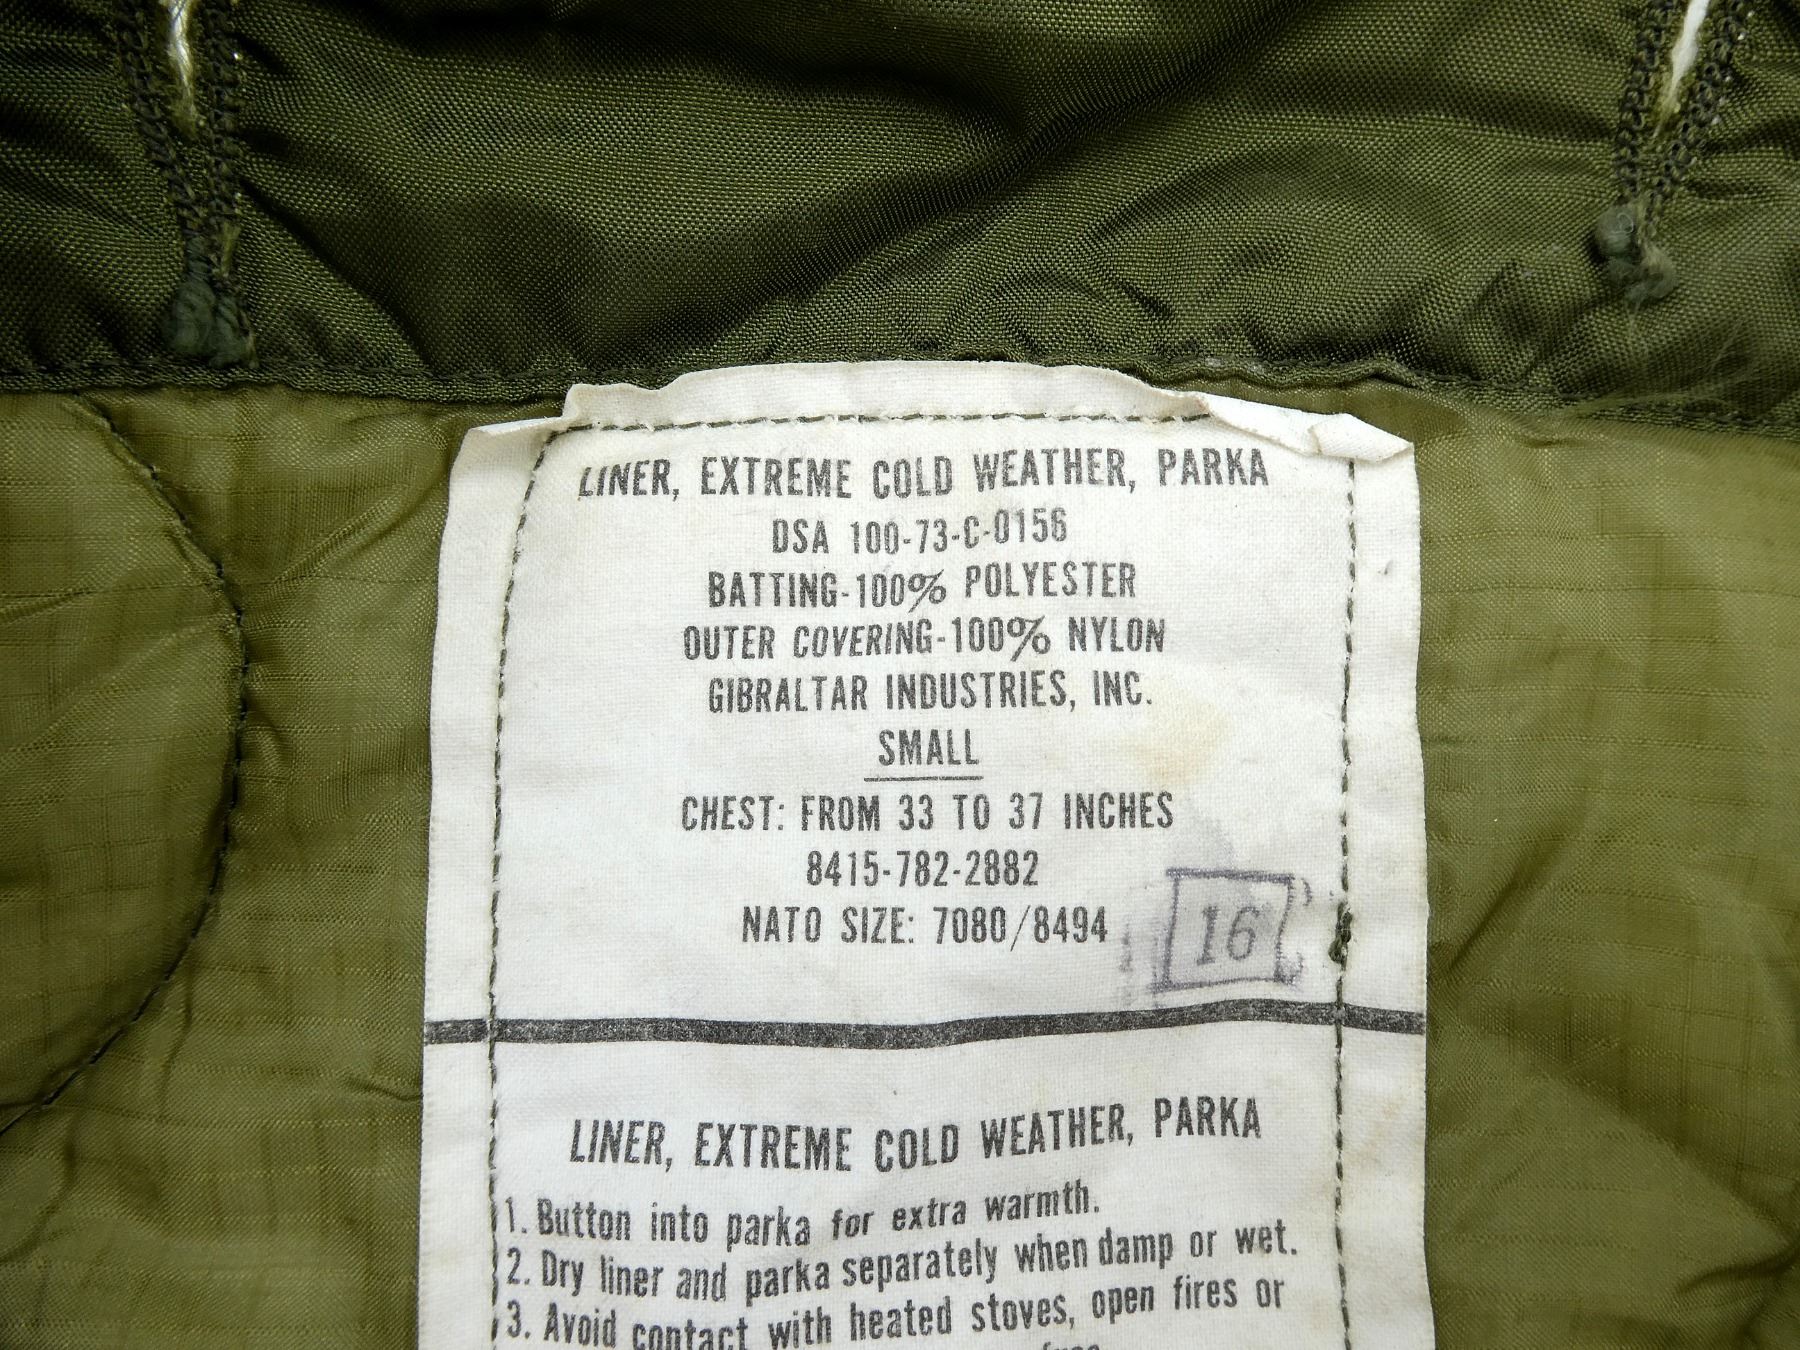 LINER, EXTREME COLD WEATHER, PARKA
DSA 100-73-C-0156
BATTING-100% POLYESTER
OUTER COVERING-100% NYLON
GIBRALTAR INDUSTRIES, INC.
SMALL
CHEST: FROM 33 TO 37 INCHES
8415-782-2882
NATO SIZE: 7080/8494
16
LINER, EXTREME COLD WEATHER, PARKA
1. Button into parka for extra warmth.
2. Dry liner and parka separately when damp or wet.
3. Avoid contact with heated stoves, open fires or